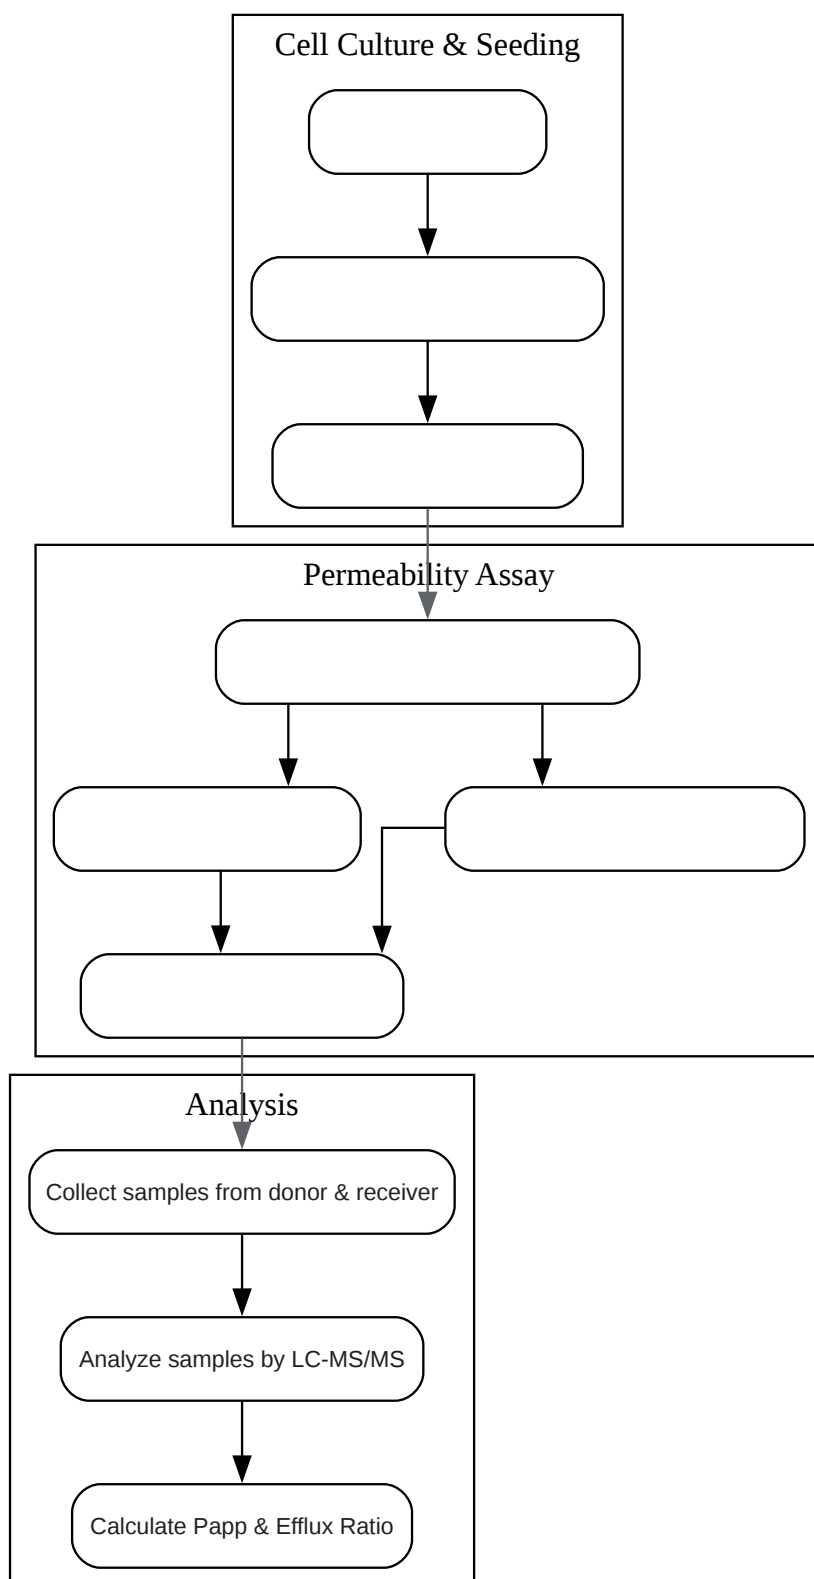 Cell Culture & Seeding
Permeability Assay
Analysis
Collect samples from donor & receiver
Analyze samples by LC-MS/MS
Calculate Papp & Efflux Ratio